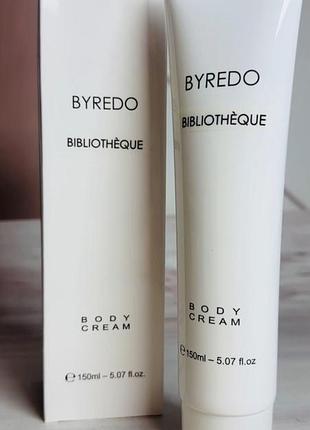 BYREDO
BIBLIOTHÈQUE
BODY
CREAM
℮ 150ml – 5.07 fl.oz.
BYREDO
BIBLIOTHÈQUE
BODY
CREAM
℮ 150ml – 5.07 fl.oz